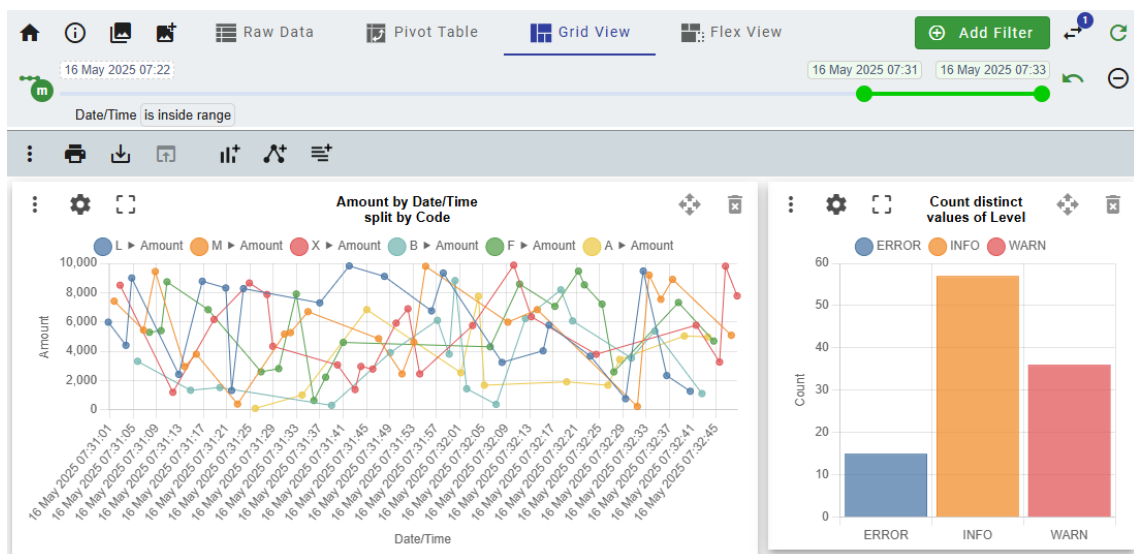 Raw Data
Pivot Table
Grid View
Flex View
Add Filter
1
m
16 May 2025 07:22
16 May 2025 07:31
16 May 2025 07:33
Date/Time is inside range
Amount by Date/Time
split by Code
L ► Amount M ► Amount X ► Amount B ► Amount F ► Amount A ► Amount
10,000
8,000
6,000
4,000
2,000
0
Amount
16 May 2025 07:31:01
16 May 2025 07:31:05
16 May 2025 07:31:09
16 May 2025 07:31:13
16 May 2025 07:31:17
16 May 2025 07:31:21
16 May 2025 07:31:25
16 May 2025 07:31:29
16 May 2025 07:31:33
16 May 2025 07:31:37
16 May 2025 07:31:41
16 May 2025 07:31:45
16 May 2025 07:31:49
16 May 2025 07:31:53
16 May 2025 07:31:57
16 May 2025 07:32:01
16 May 2025 07:32:05
16 May 2025 07:32:09
16 May 2025 07:32:13
16 May 2025 07:32:17
16 May 2025 07:32:21
16 May 2025 07:32:25
16 May 2025 07:32:29
16 May 2025 07:32:33
16 May 2025 07:32:37
16 May 2025 07:32:41
16 May 2025 07:32:45
Date/Time
Count distinct
values of Level
ERROR INFO WARN
60
50
40
30
20
10
0
Count
ERROR
INFO
WARN